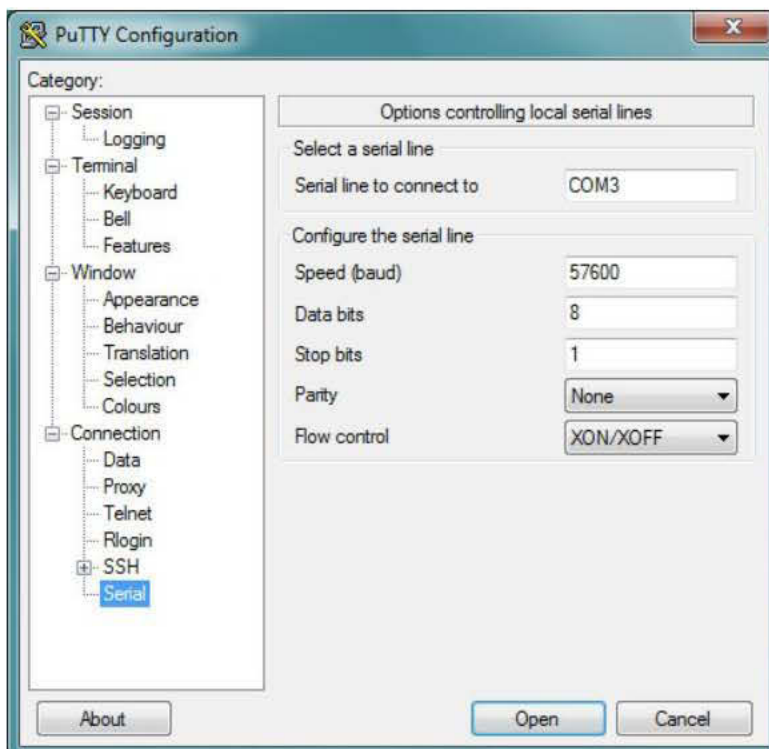 PuTTY Configuration
Category:
Session
Logging
Terminal
Keyboard
Bell
Features
Window
Appearance
Behaviour
Translation
Selection
Colours
Connection
Data
Proxy
Telnet
Rlogin
SSH
Serial
Options controlling local serial lines
Select a serial line
Serial line to connect to COM3
Configure the serial line
Speed (baud) 57600
Data bits 8
Stop bits 1
Parity None
Flow control XON/XOFF
About Open Cancel